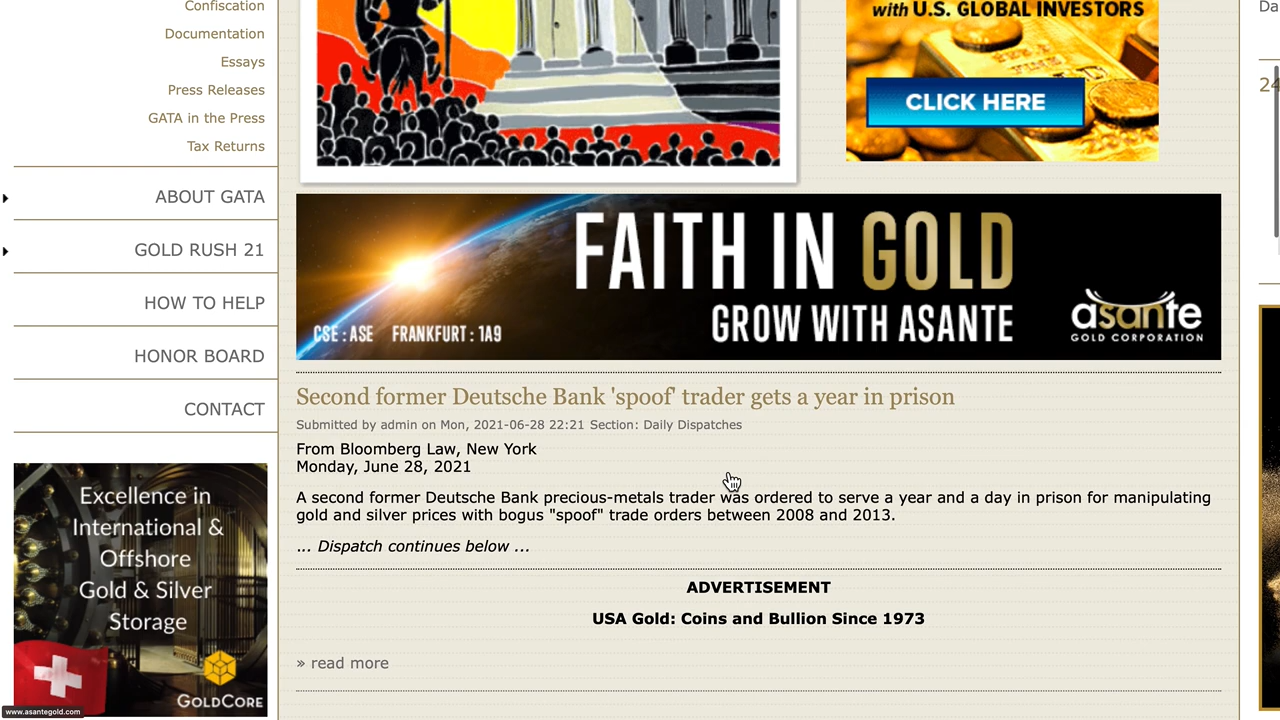 Confiscation
Documentation
Essays
Press Releases
GATA in the Press
Tax Returns
ABOUT GATA
GOLD RUSH 21
HOW TO HELP
HONOR BOARD
CONTACT
Excellence in
International &
Offshore
Gold & Silver
Storage
GOLDCORE
www.asantegold.com
with U.S. GLOBAL INVESTORS
CLICK HERE
FAITH IN GOLD
GROW WITH ASANTE
CSE : ASE FRANKFURT : 1A9
asante
GOLD CORPORATION
Second former Deutsche Bank 'spoof' trader gets a year in prison
Submitted by admin on Mon, 2021-06-28 22:21 Section: Daily Dispatches
From Bloomberg Law, New York
Monday, June 28, 2021
A second former Deutsche Bank precious-metals trader was ordered to serve a year and a day in prison for manipulating
gold and silver prices with bogus "spoof" trade orders between 2008 and 2013.
... Dispatch continues below ...
ADVERTISEMENT
USA Gold: Coins and Bullion Since 1973
» read more
Da
24